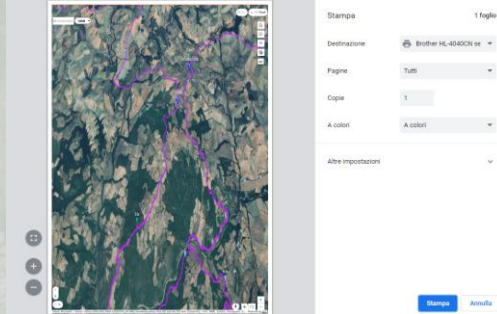 Stampa
1 foglio
Destinazione
Brother HL-4040CN se
Pagine
Tutti
Copie
1
A colori
A colori
Altre impostazioni
Stampa
Annulla